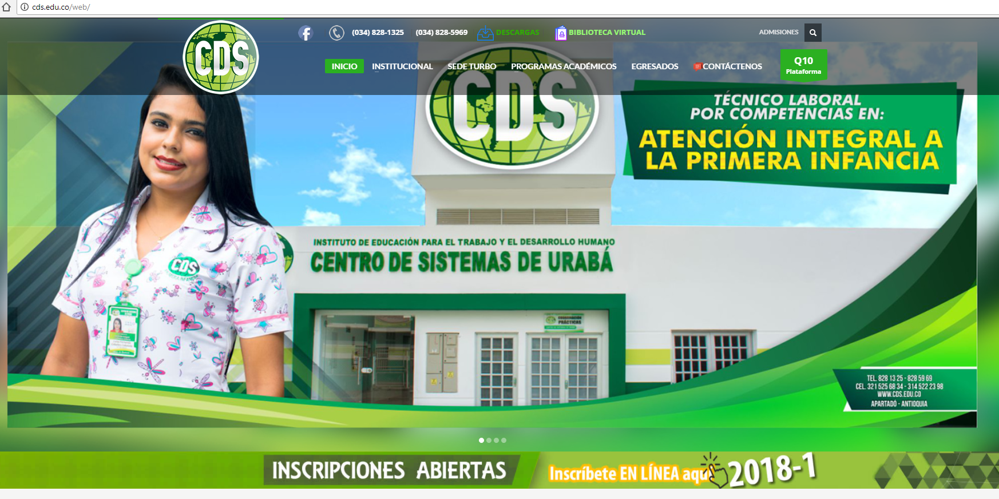 cds.edu.co/web/
(034) 828-1325 (034) 828-5969 DESCARGAS BIBLIOTECA VIRTUAL ADMISIONES
CDS
INICIO INSTITUCIONAL SEDE TURBO PROGRAMAS ACADÉMICOS EGRESADOS CONTÁCTENOS
Q10
Plataforma
CDS
TÉCNICO LABORAL
POR COMPETENCIAS EN:
ATENCIÓN INTEGRAL A
LA PRIMERA INFANCIA
INSTITUTO DE EDUCACIÓN PARA EL TRABAJO Y EL DESARROLLO HUMANO
CENTRO DE SISTEMAS DE URABÁ
CDS
COORDINACIÓN
PRÁCTICAS
TEL. 828 13 25 - 828 59 69
CEL. 321 525 68 34 - 314 522 23 98
WWW.CDS.EDU.CO
APARTADÓ - ANTIOQUIA
INSCRIPCIONES ABIERTAS
Inscríbete EN LÍNEA aquí
2018-1